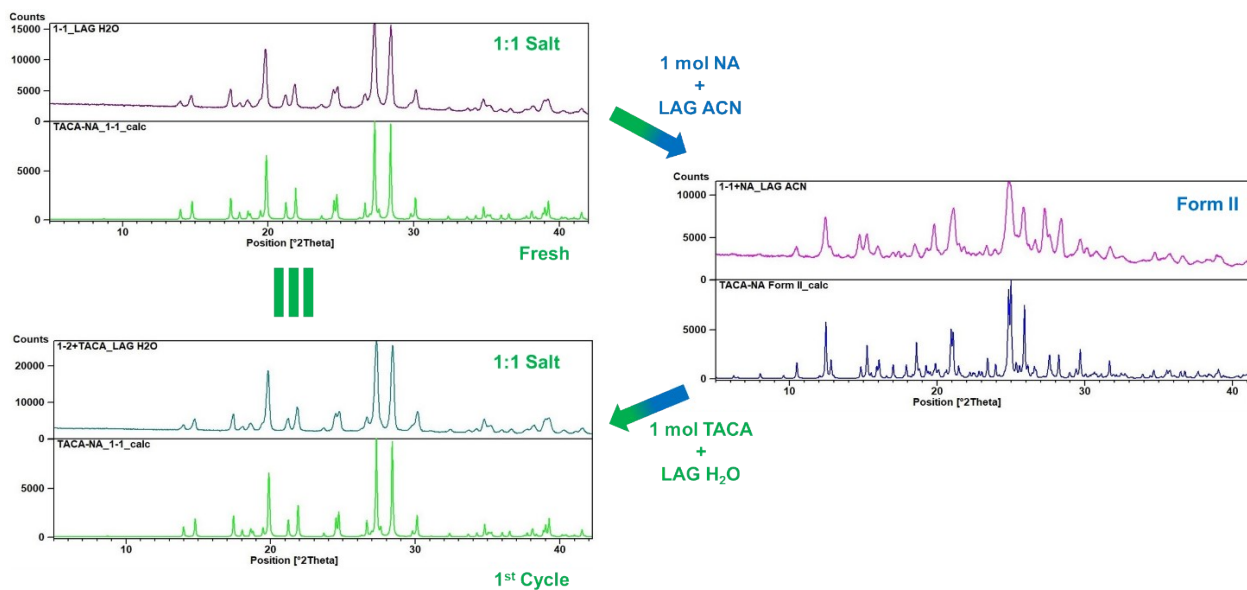 Counts
1-1_LAG H2O
1:1 Salt
15000
10000
5000
0
TACA-NA_1-1_calc
5000
0
10
20
30
40
Position [°2Theta]
Fresh
1 mol NA
+
LAG ACN
Counts
1-1+NA_LAG ACN
Form II
10000
5000
0
TACA-NA Form II_calc
5000
0
10
20
30
40
Position [°2Theta]
1 mol TACA
+
LAG H₂O
Counts
1-2+TACA_LAG H2O
1:1 Salt
20000
10000
0
TACA-NA_1-1_calc
5000
0
10
20
30
40
Position [°2Theta]
1st Cycle